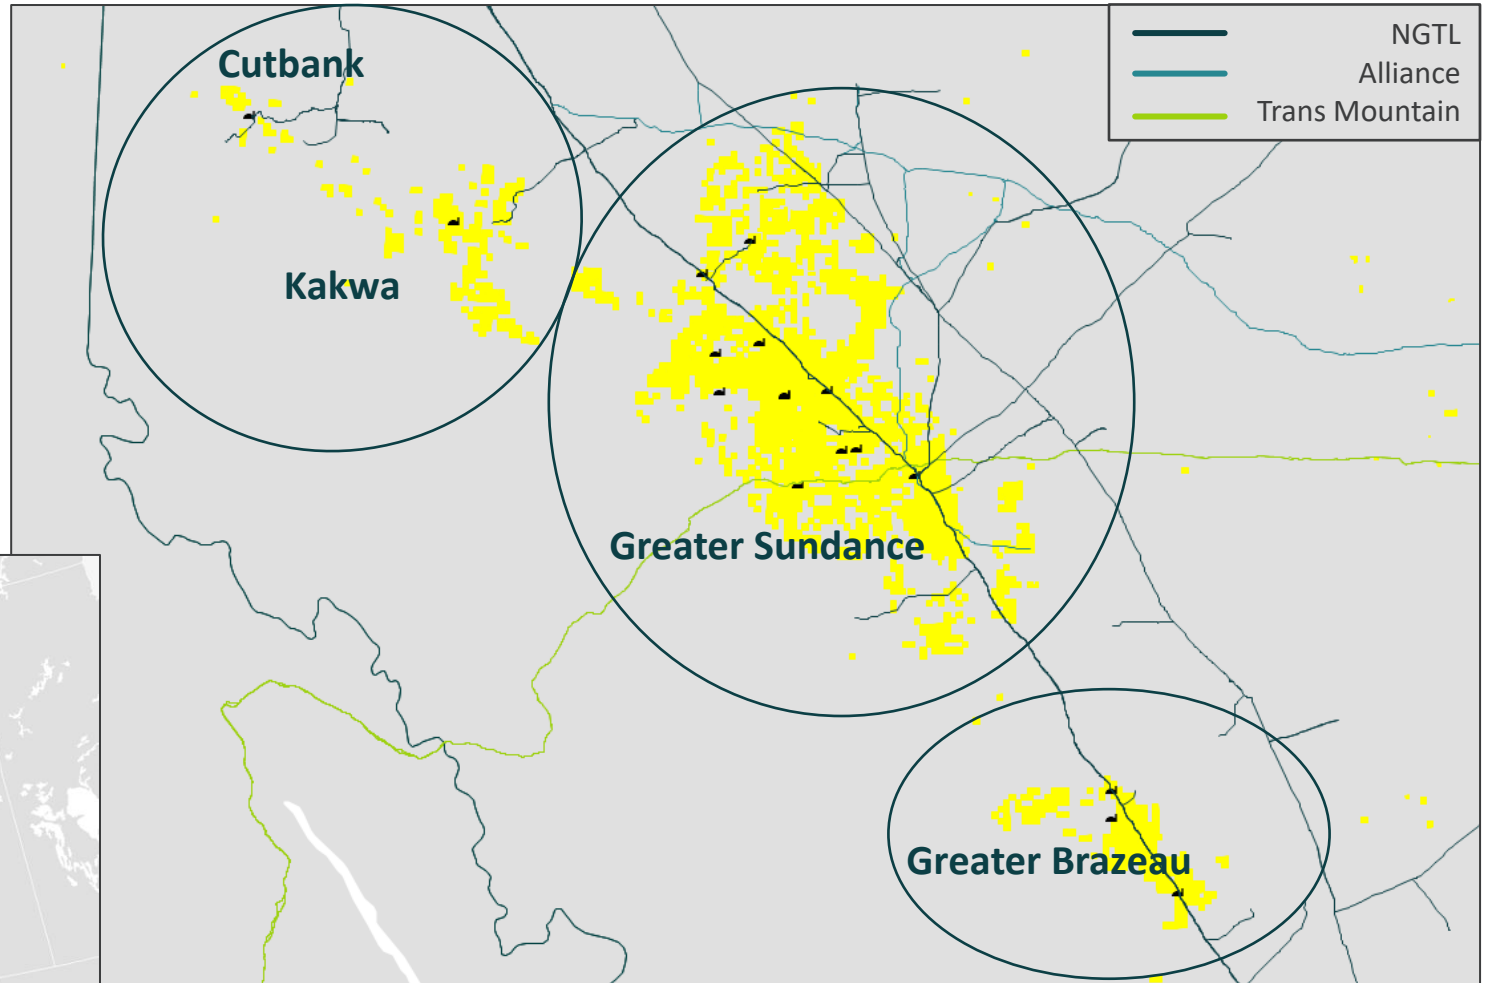 NGTL
Alliance
Trans Mountain
Cutbank
Kakwa
Greater Sundance
Greater Brazeau